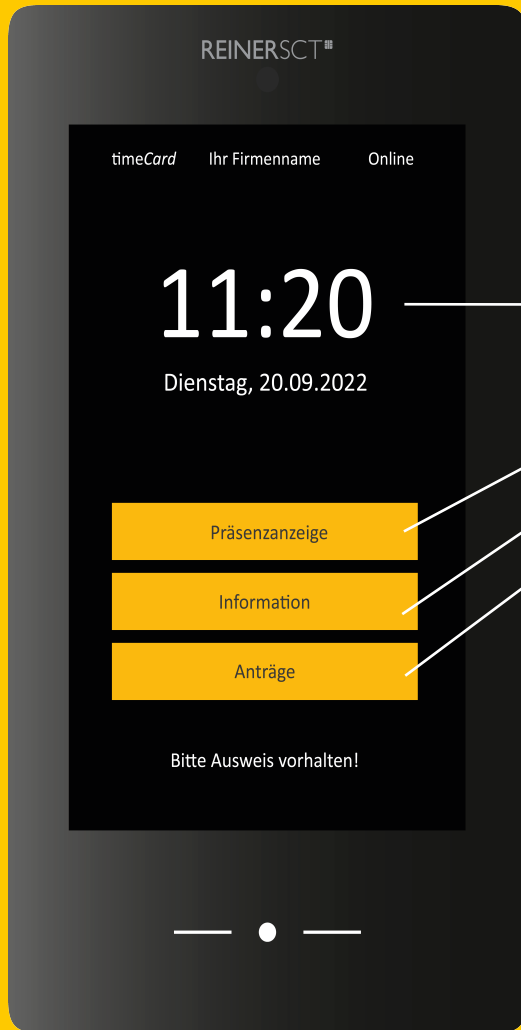 REINERSCT
timeCard Ihr Firmenname Online
11:20
Dienstag, 20.09.2022
Präsenzanzeige
Information
Anträge
Bitte Ausweis vorhalten!